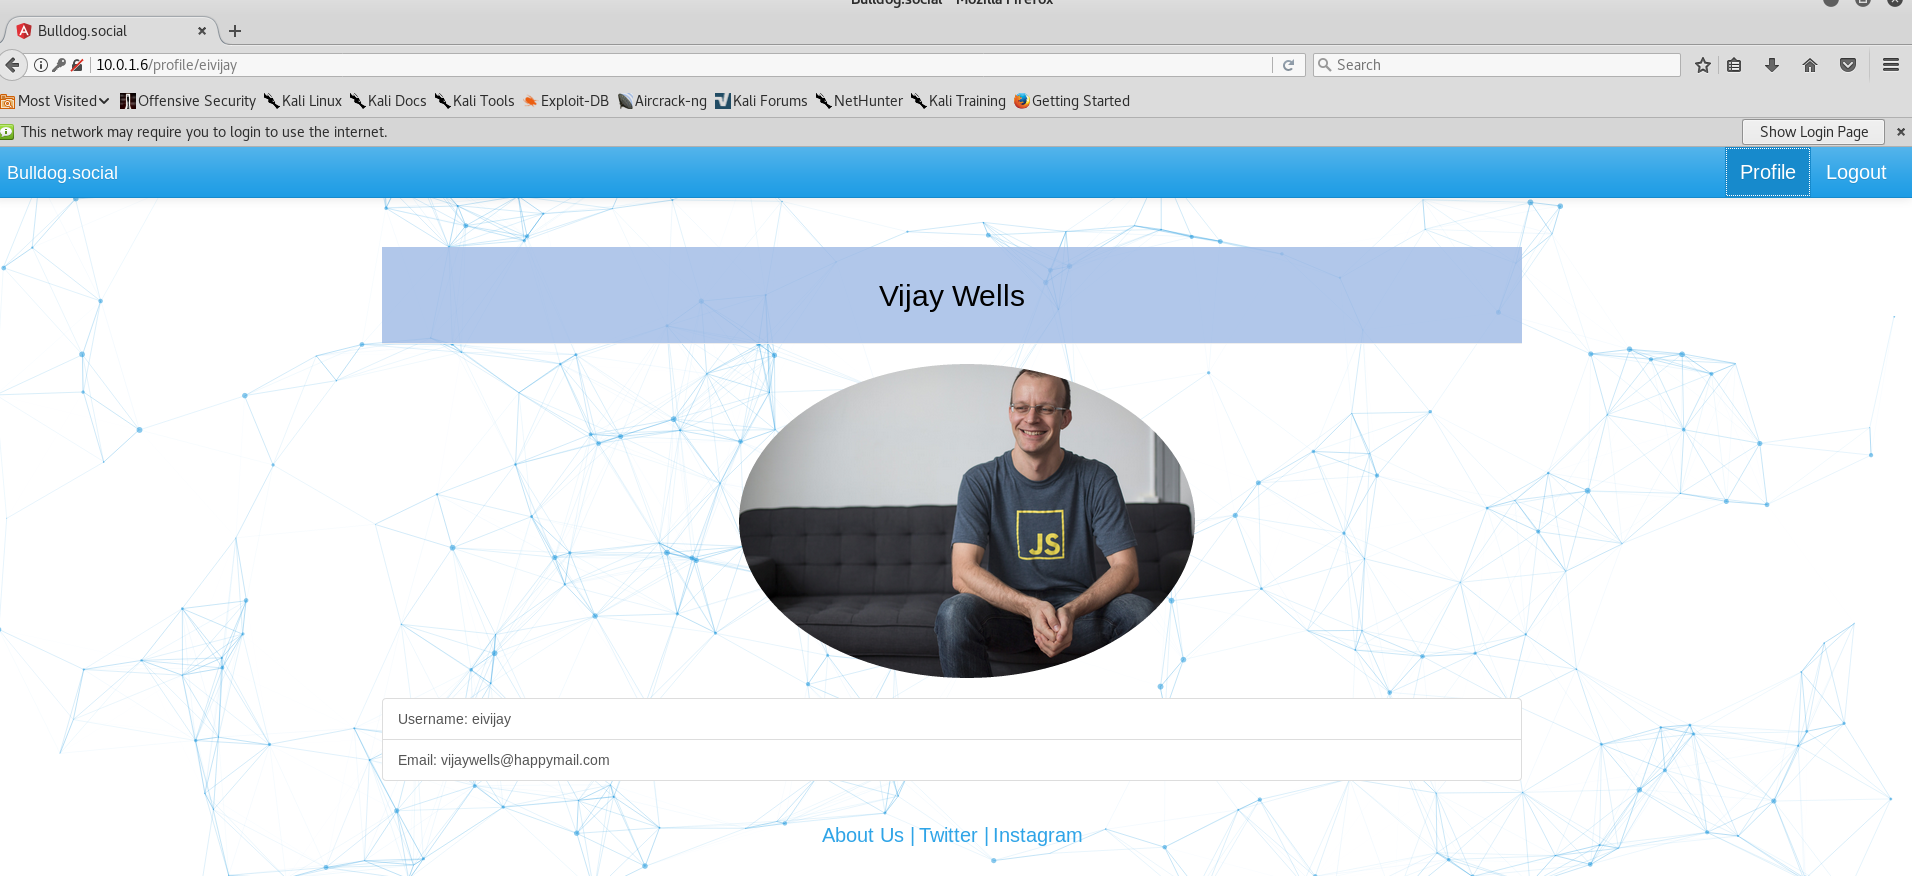 Bulldog.social - Mozilla Firefox
Bulldog.social
10.0.1.6/profile/eivijay
Search
Most Visited Offensive Security Kali Linux Kali Docs Kali Tools Exploit-DB Aircrack-ng Kali Forums NetHunter Kali Training Getting Started
This network may require you to login to use the internet.
Show Login Page
Bulldog.social
Profile Logout
Vijay Wells
JS
Username: eivijay
Email: vijaywells@happymail.com
About Us | Twitter | Instagram